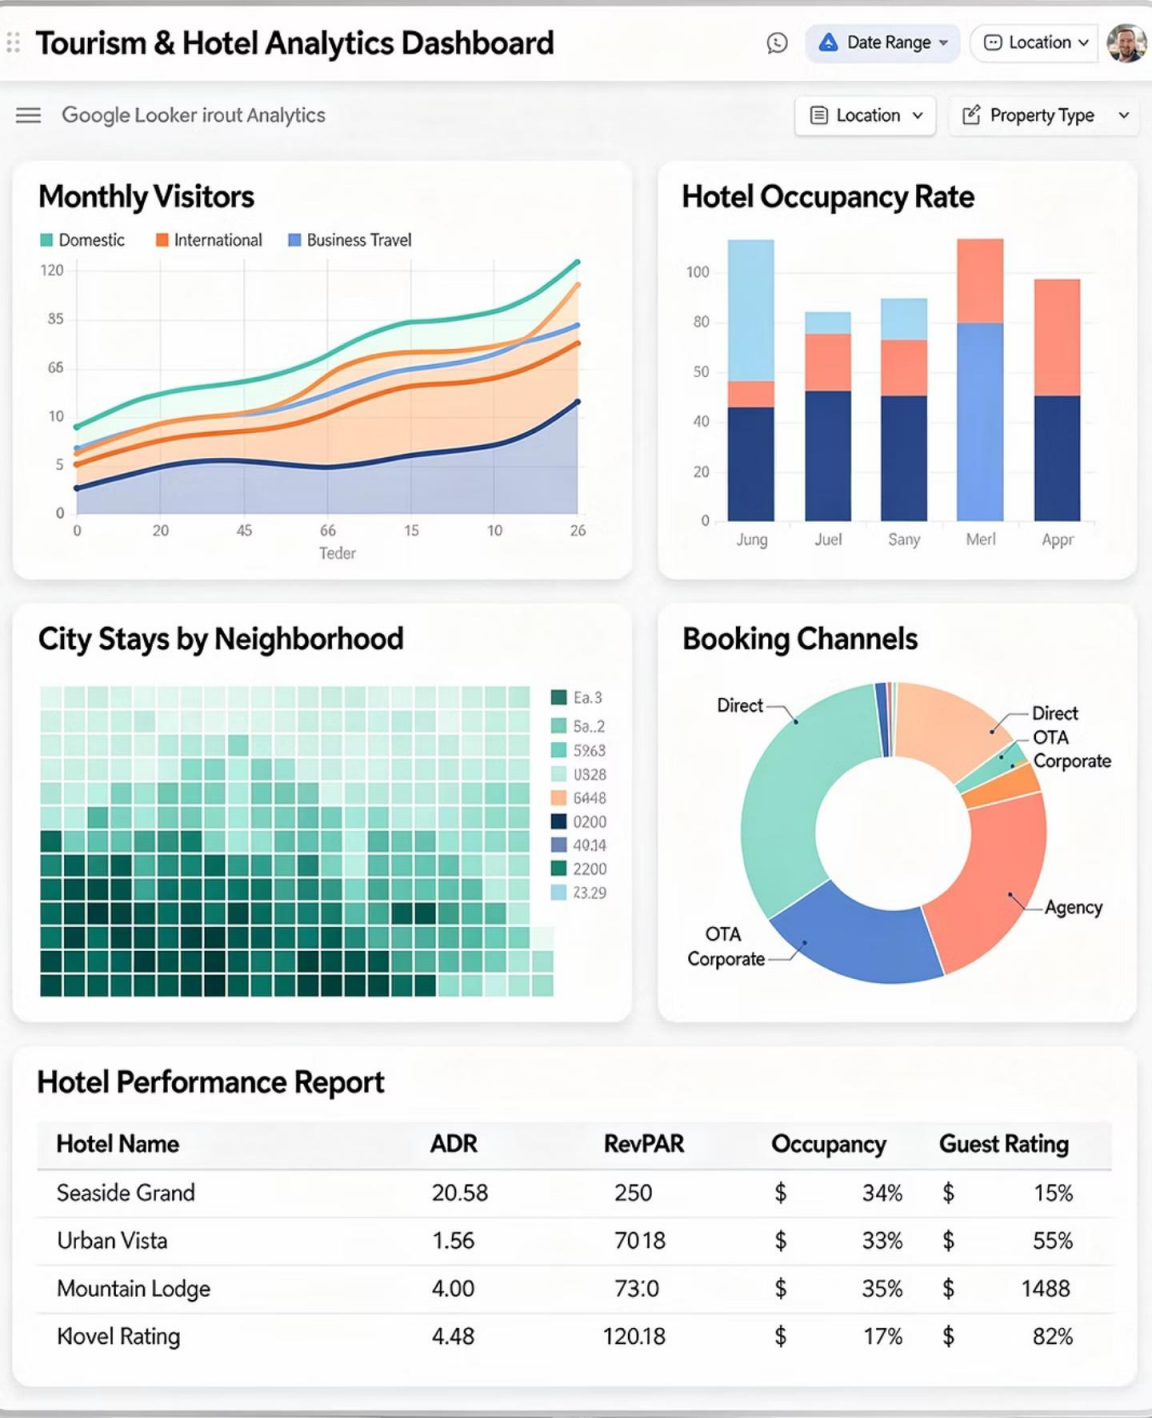 Tourism & Hotel Analytics Dashboard
Date Range
Location
Google Looker irout Analytics
Location
Property Type
Monthly Visitors
Domestic
International
Business Travel
120
85
65
10
5
0
0 20 45 66 15 10 26
Teder
Hotel Occupancy Rate
100
80
50
40
20
0
Jung Juel Sany Merl Appr
City Stays by Neighborhood
Ea.3
5a..2
5963
U328
6448
0200
40.14
2200
23.29
Booking Channels
Direct
Direct
OTA
Corporate
Agency
OTA
Corporate
Hotel Performance Report
Hotel Name ADR RevPAR Occupancy Guest Rating
Seaside Grand 20.58 250 $ 34% $ 15%
Urban Vista 1.56 7018 $ 33% $ 55%
Mountain Lodge 4.00 73:0 $ 35% $ 1488
Klovel Rating 4.48 120.18 $ 17% $ 82%